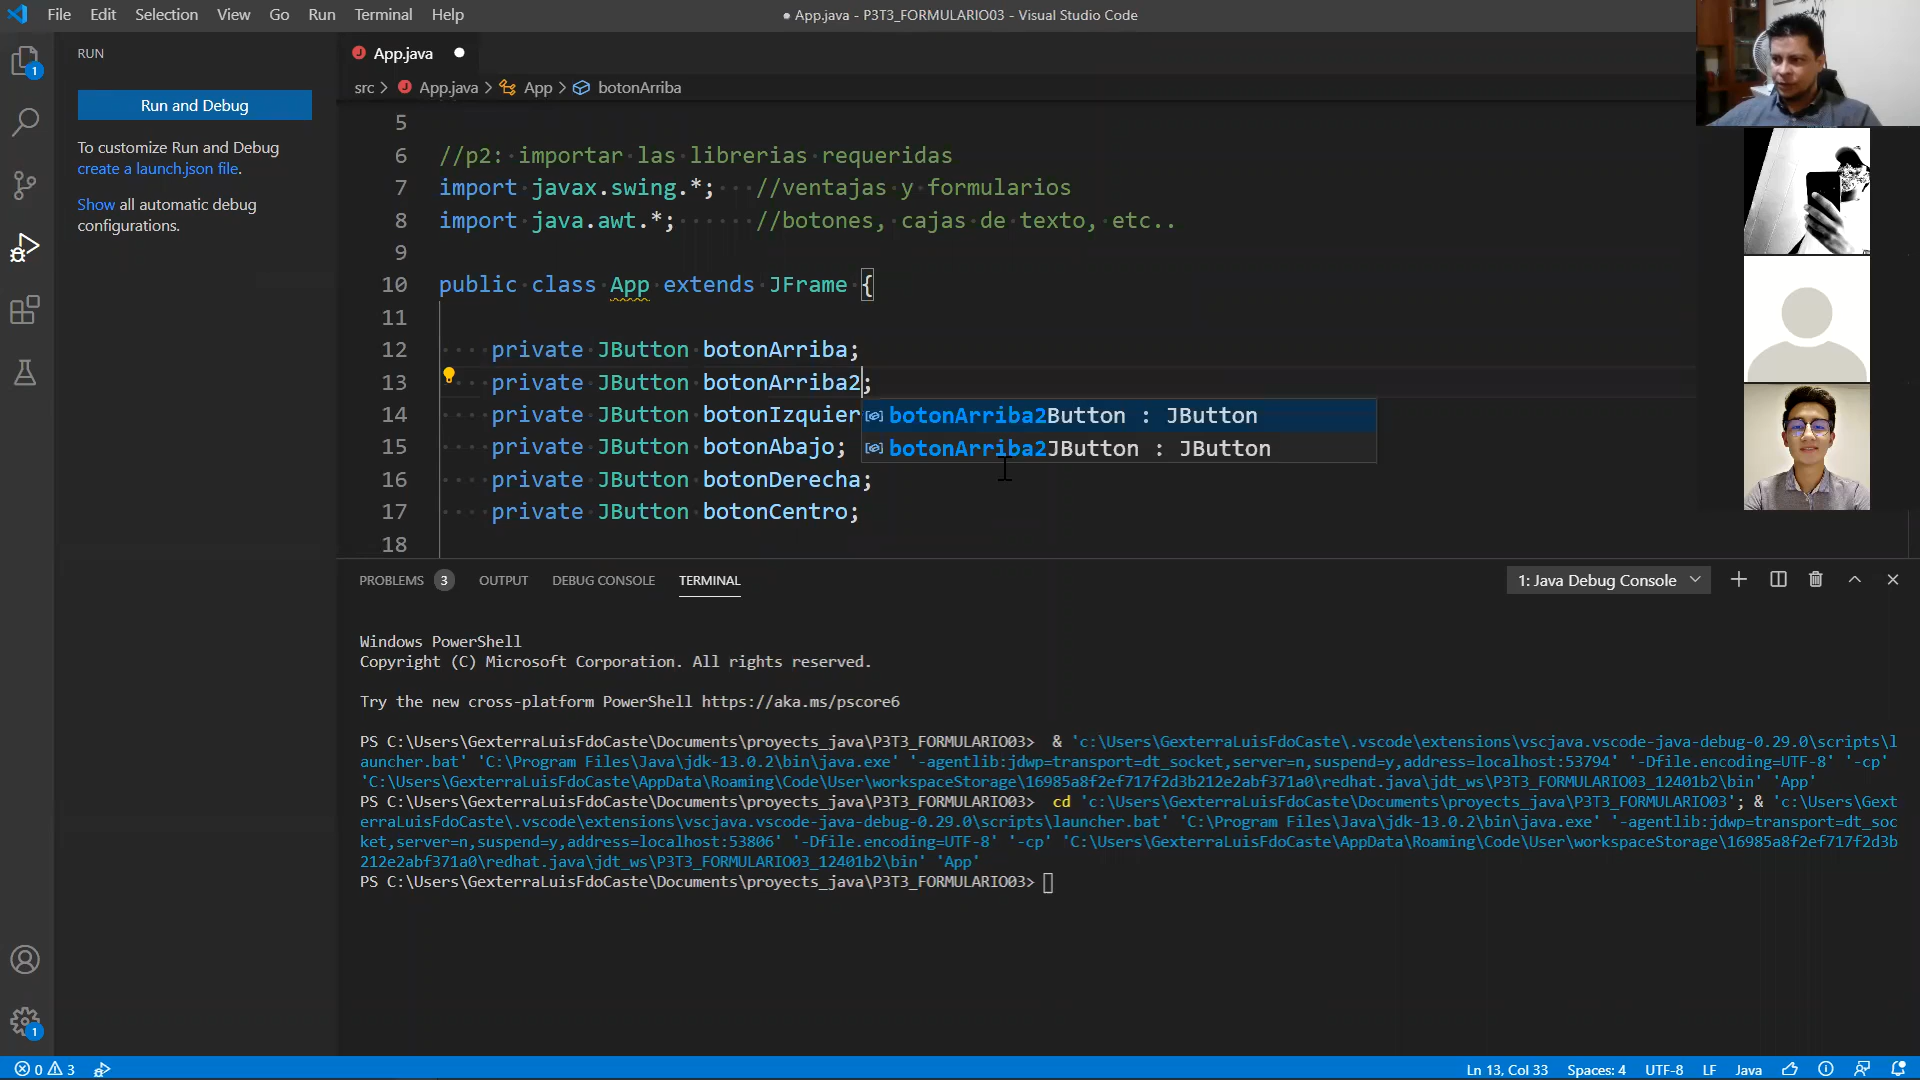 File Edit Selection View Go Run Terminal Help
● App.java - P3T3_FORMULARIO03 - Visual Studio Code
RUN
Run and Debug
To customize Run and Debug
create a launch.json file.
Show all automatic debug
configurations.
App.java ●
src > App.java > App > botonArriba
5
6 //p2: importar las librerias requeridas
7 import javax.swing.*; //ventajas y formularios
8 import java.awt.*; //botones, cajas de texto, etc..
9
10 public class App extends JFrame {
11
12 private JButton botonArriba;
13 private JButton botonArriba2;
14 private JButton botonIzquier
botonArriba2Button : JButton
15 private JButton botonAbajo;
botonArriba2JButton : JButton
16 private JButton botonDerecha;
17 private JButton botonCentro;
18
PROBLEMS 3 OUTPUT DEBUG CONSOLE TERMINAL
1: Java Debug Console
Windows PowerShell
Copyright (C) Microsoft Corporation. All rights reserved.
Try the new cross-platform PowerShell https://aka.ms/pscore6
PS C:\Users\GexterraLuisFdoCaste\Documents\proyects_java\P3T3_FORMULARIO03> & 'c:\Users\GexterraLuisFdoCaste\.vscode\extensions\vscjava.vscode-java-debug-0.29.0\scripts\l
auncher.bat' 'C:\Program Files\Java\jdk-13.0.2\bin\java.exe' '-agentlib:jdwp=transport=dt_socket,server=n,suspend=y,address=localhost:53794' '-Dfile.encoding=UTF-8' '-cp'
'C:\Users\GexterraLuisFdoCaste\AppData\Roaming\Code\User\workspaceStorage\16985a8f2ef717f2d3b212e2abf371a0\redhat.java\jdt_ws\P3T3_FORMULARIO03_12401b2\bin' 'App'
PS C:\Users\GexterraLuisFdoCaste\Documents\proyects_java\P3T3_FORMULARIO03> cd 'c:\Users\GexterraLuisFdoCaste\Documents\proyects_java\P3T3_FORMULARIO03'; & 'c:\Users\Gext
erraLuisFdoCaste\.vscode\extensions\vscjava.vscode-java-debug-0.29.0\scripts\launcher.bat' 'C:\Program Files\Java\jdk-13.0.2\bin\java.exe' '-agentlib:jdwp=transport=dt_soc
ket,server=n,suspend=y,address=localhost:53806' '-Dfile.encoding=UTF-8' '-cp' 'C:\Users\GexterraLuisFdoCaste\AppData\Roaming\Code\User\workspaceStorage\16985a8f2ef717f2d3b
212e2abf371a0\redhat.java\jdt_ws\P3T3_FORMULARIO03_12401b2\bin' 'App'
PS C:\Users\GexterraLuisFdoCaste\Documents\proyects_java\P3T3_FORMULARIO03>
1
1
0 3
Ln 13, Col 33 Spaces: 4 UTF-8 LF Java